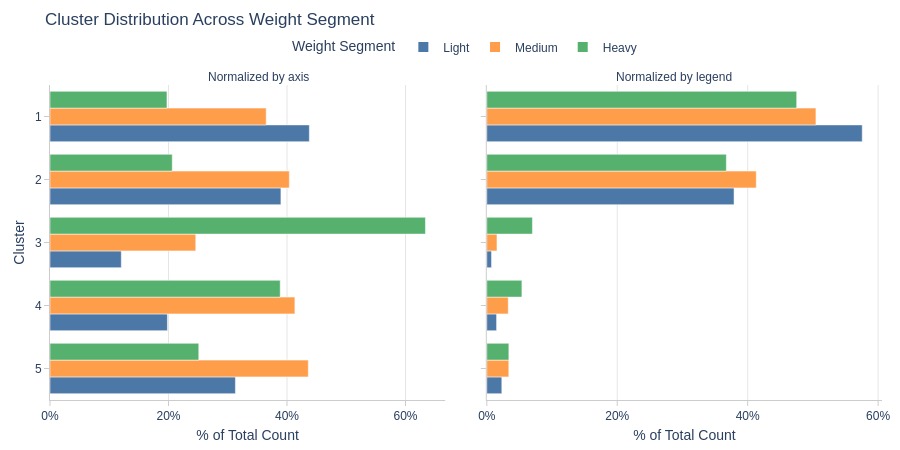 Cluster Distribution Across Weight Segment
Weight Segment Light Medium Heavy
Normalized by axis
Normalized by legend
Cluster
1
2
3
4
5
0% 20% 40% 60%
0% 20% 40% 60%
% of Total Count
% of Total Count